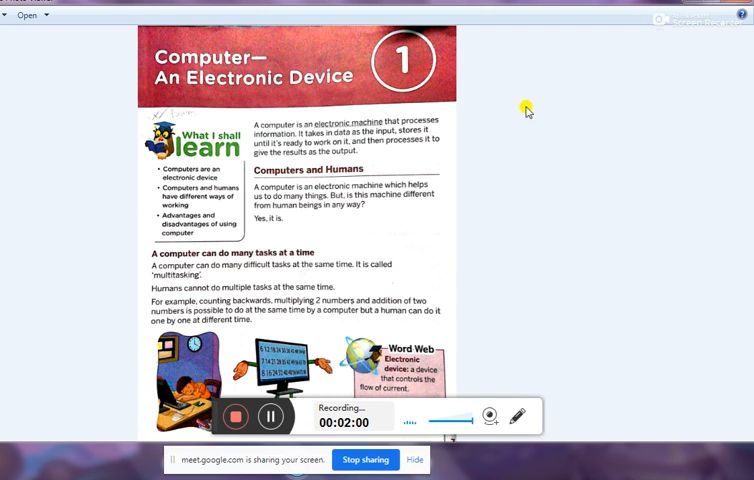 Open
Computer—
An Electronic Device
1
What I shall
learn
• Computers are an
electronic device
• Computers and humans
have different ways of
working
• Advantages and
disadvantages of using
computer
A computer is an electronic machine that processes
information. It takes in data as the input, stores it
until it's ready to work on it, and then processes it to
give the results as the output.
Computers and Humans
A computer is an electronic machine which helps
us to do many things. But, is this machine different
from human beings in any way?
Yes, it is.
A computer can do many tasks at a time
A computer can do many difficult tasks at the same time. It is called
'multitasking'.
Humans cannot do multiple tasks at the same time.
For example, counting backwards, multiplying 2 numbers and addition of two
numbers is possible to do at the same time by a computer but a human can do it
one by one at different time.
Word Web
Electronic
device: a device
that controls the
flow of current.
Recording...
00:02:00
meet.google.com is sharing your screen.
Stop sharing
Hide